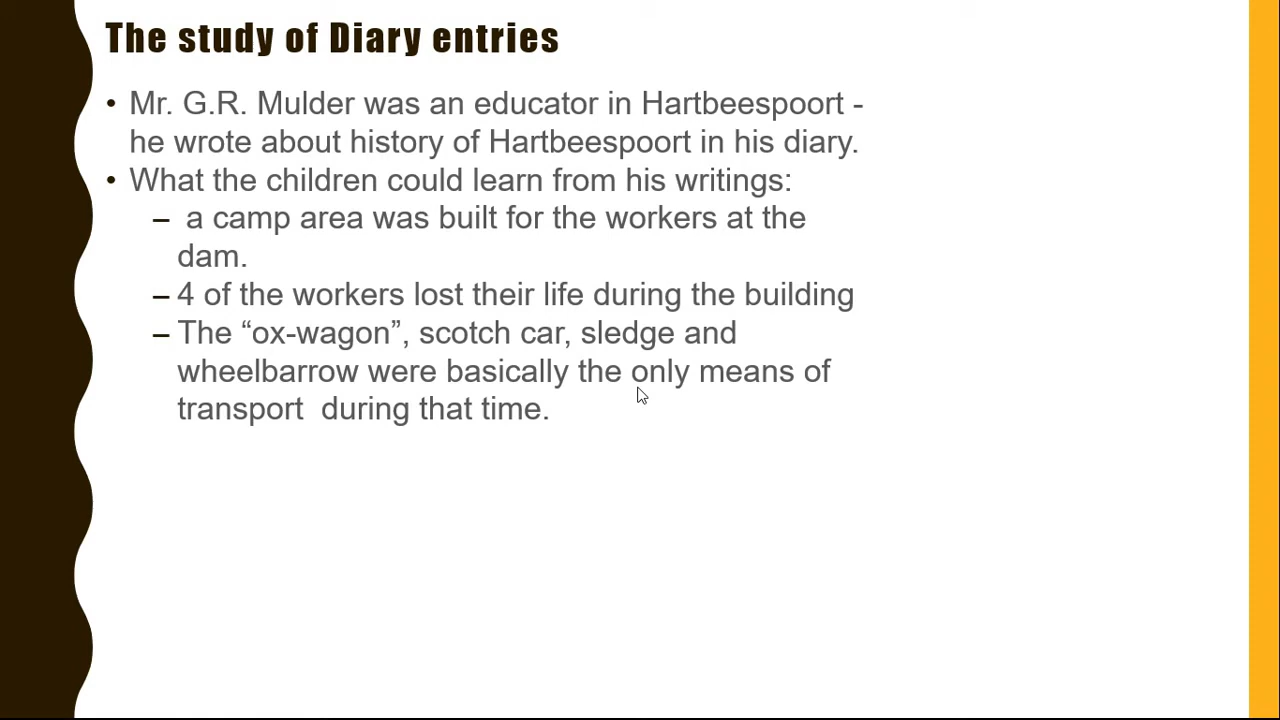 The study of Diary entries
• Mr. G.R. Mulder was an educator in Hartbeespoort -
he wrote about history of Hartbeespoort in his diary.
• What the children could learn from his writings:
– a camp area was built for the workers at the
dam.
– 4 of the workers lost their life during the building
– The “ox-wagon”, scotch car, sledge and
wheelbarrow were basically the only means of
transport  during that time.